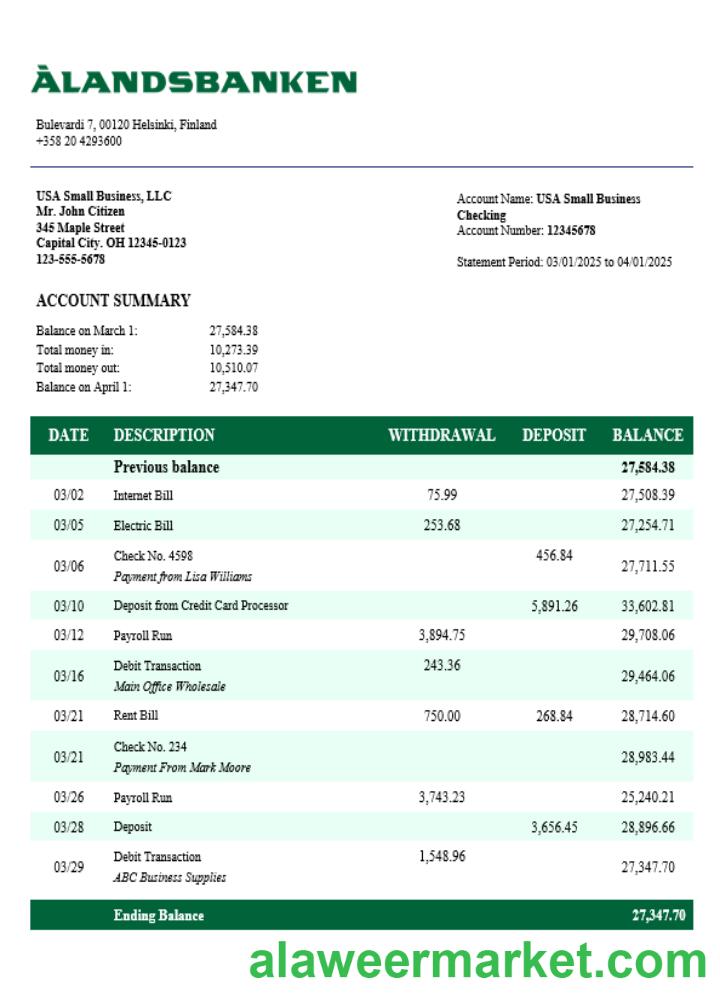 ÅLANDSBANKEN
Bulevardi 7, 00120 Helsinki, Finland
+358 20 4293600
USA Small Business, LLC
Mr. John Citizen
345 Maple Street
Capital City. OH 12345-0123
123-555-5678
Account Name: USA Small Business
Checking
Account Number: 12345678
Statement Period: 03/01/2025 to 04/01/2025
ACCOUNT SUMMARY
Balance on March 1: 27,584.38
Total money in: 10,273.39
Total money out: 10,510.07
Balance on April 1: 27,347.70
DATE DESCRIPTION WITHDRAWAL DEPOSIT BALANCE
Previous balance 27,584.38
03/02 Internet Bill 75.99 27,508.39
03/05 Electric Bill 253.68 27,254.71
03/06 Check No. 4598 456.84 27,711.55
Payment from Lisa Williams
03/10 Deposit from Credit Card Processor 5,891.26 33,602.81
03/12 Payroll Run 3,894.75 29,708.06
03/16 Debit Transaction 243.36 29,464.06
Main Office Wholesale
03/21 Rent Bill 750.00 268.84 28,714.60
03/21 Check No. 234 28,983.44
Payment From Mark Moore
03/26 Payroll Run 3,743.23 25,240.21
03/28 Deposit 3,656.45 28,896.66
03/29 Debit Transaction 1,548.96 27,347.70
ABC Business Supplies
Ending Balance 27,347.70
alaweermarket.com